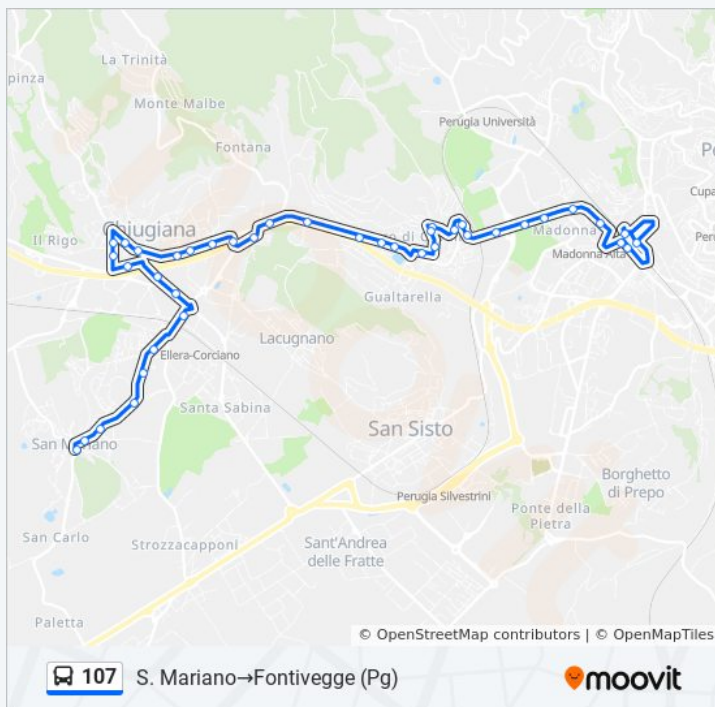 La Trinità
Monte Malbe
Perugia Università
Fontana
Chiugiana
Il Rigo
Madonna
Madonna Alta
Gualtarella
Lacugnano
Ellera-Corciano
Santa Sabina
San Mariano
San Sisto
Borghetto
di Prepo
Perugia Silvestrini
Ponte della
Pietra
San Carlo
Strozzacapponi
Sant'Andrea
delle Fratte
Paletta
© OpenStreetMap contributors | © OpenMapTiles
107 S. Mariano→Fontivegge (Pg) moovit